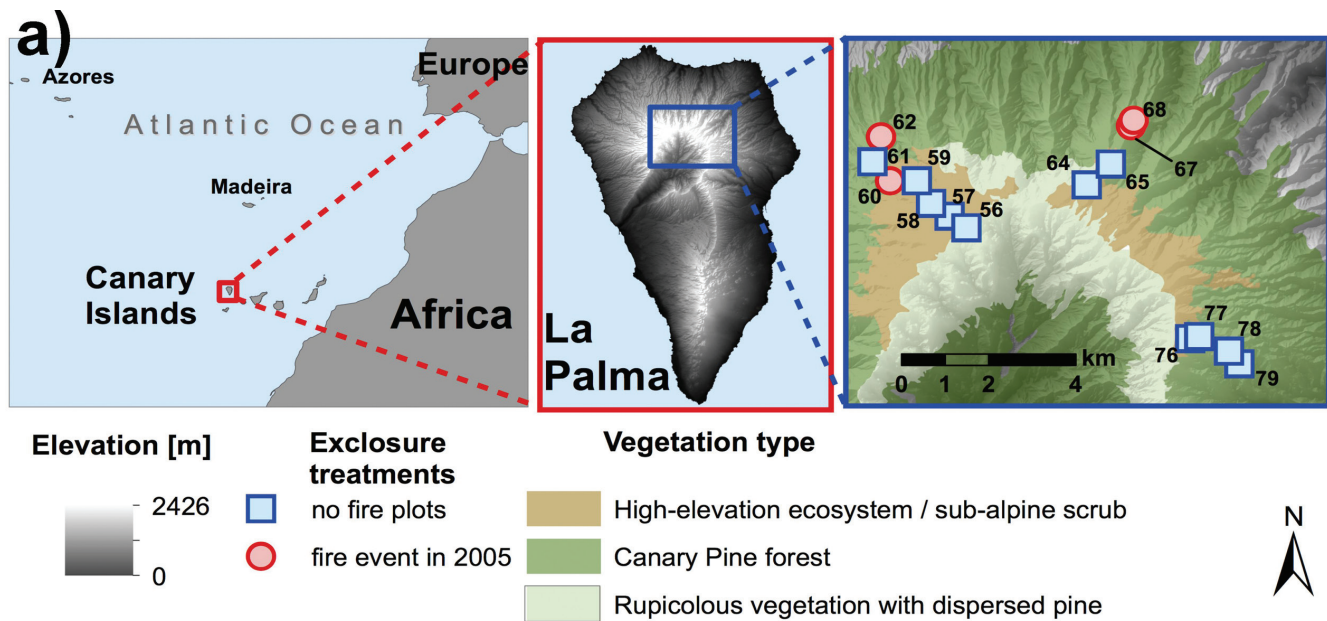 a)
Azores
Europe
Atlantic Ocean
Madeira
Canary
Islands
Africa
La
Palma
62
61
59
60
58
57
56
68
67
64
65
77
78
76
79
km
0 1 2 4
Elevation [m]
2426
0
Exclosure
treatments
no fire plots
fire event in 2005
Vegetation type
High-elevation ecosystem / sub-alpine scrub
Canary Pine forest
Rupicolous vegetation with dispersed pine
N